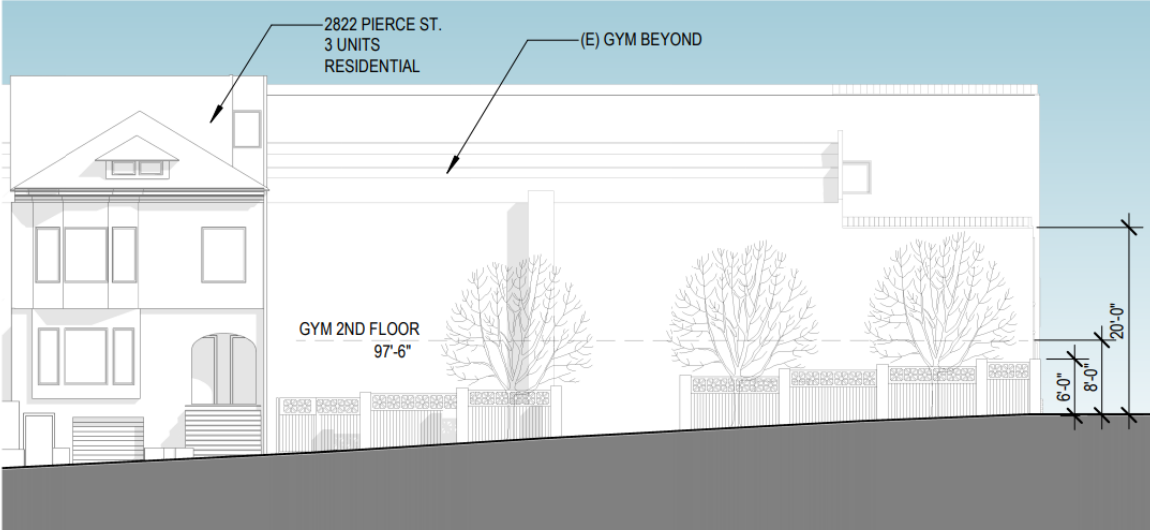 2822 PIERCE ST.
3 UNITS
RESIDENTIAL
(E) GYM BEYOND
GYM 2ND FLOOR
97'-6"
6'-0"
8'-0"
20'-0"